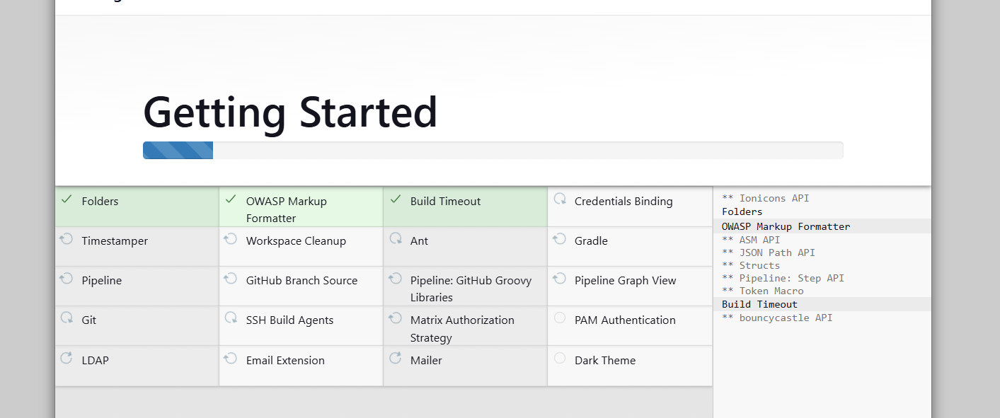 Getting Started
Folders
OWASP Markup
Formatter
Build Timeout
Credentials Binding
Timestamper
Workspace Cleanup
Ant
Gradle
Pipeline
GitHub Branch Source
Pipeline: GitHub Groovy
Libraries
Pipeline Graph View
Git
SSH Build Agents
Matrix Authorization
Strategy
PAM Authentication
LDAP
Email Extension
Mailer
Dark Theme
** Ionicons API
Folders
OWASP Markup Formatter
** ASM API
** JSON Path API
** Structs
** Pipeline: Step API
** Token Macro
Build Timeout
** bouncycastle API